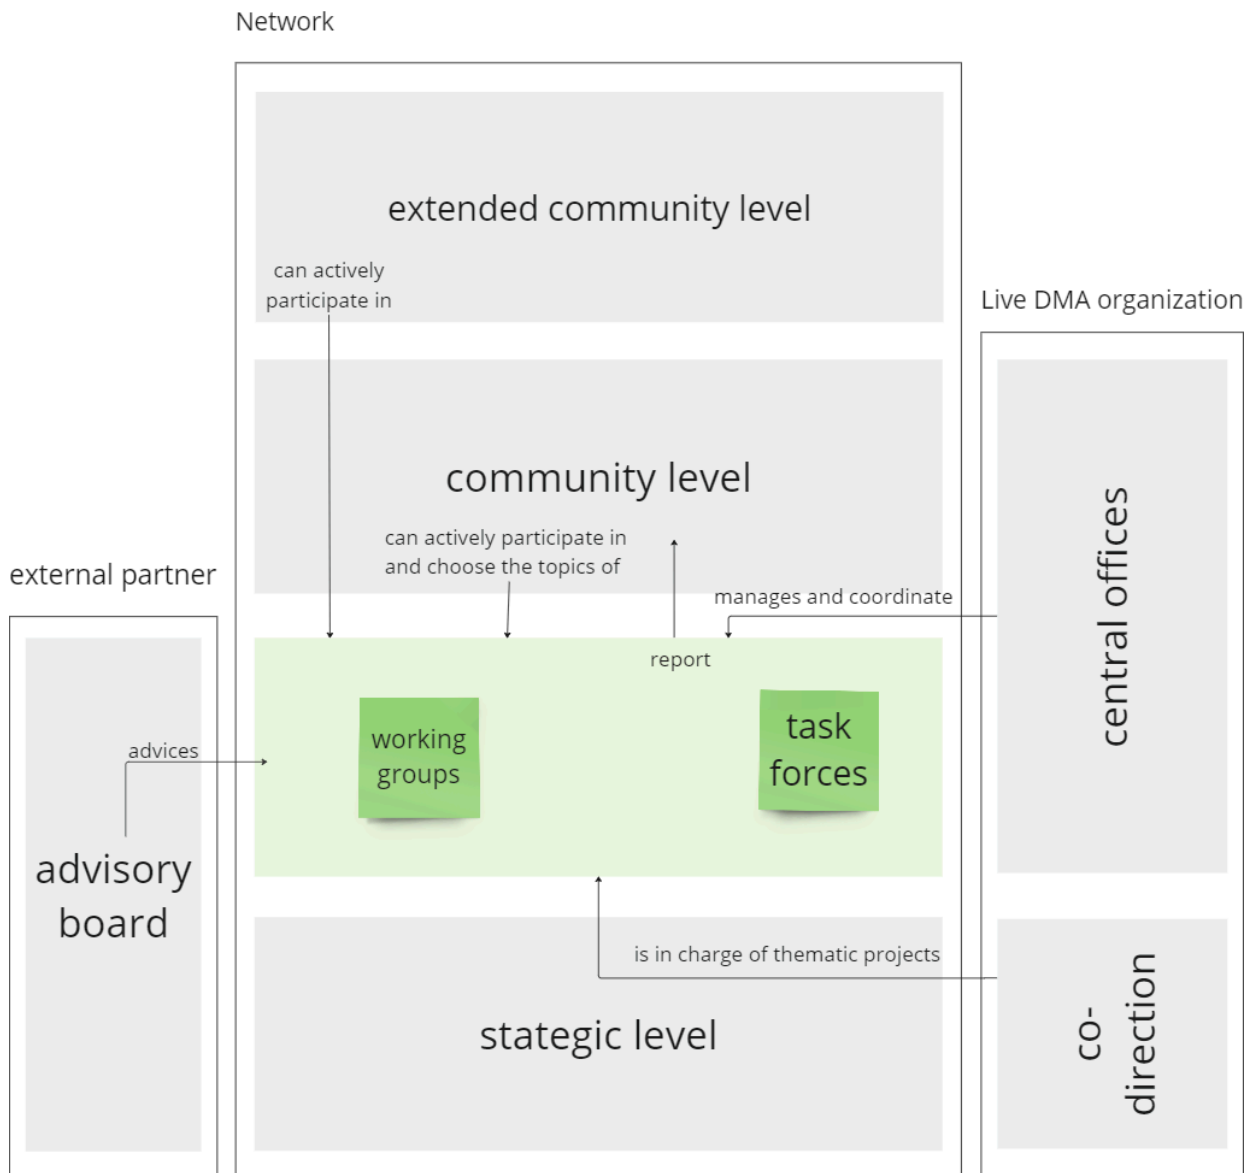 Network
extended community level
can actively
participate in
Live DMA organization
community level
can actively participate in
and choose the topics of
central offices
external partner
manages and coordinate
report
working
groups
task
forces
advices
advisory
board
is in charge of thematic projects
stategic level
co-
direction